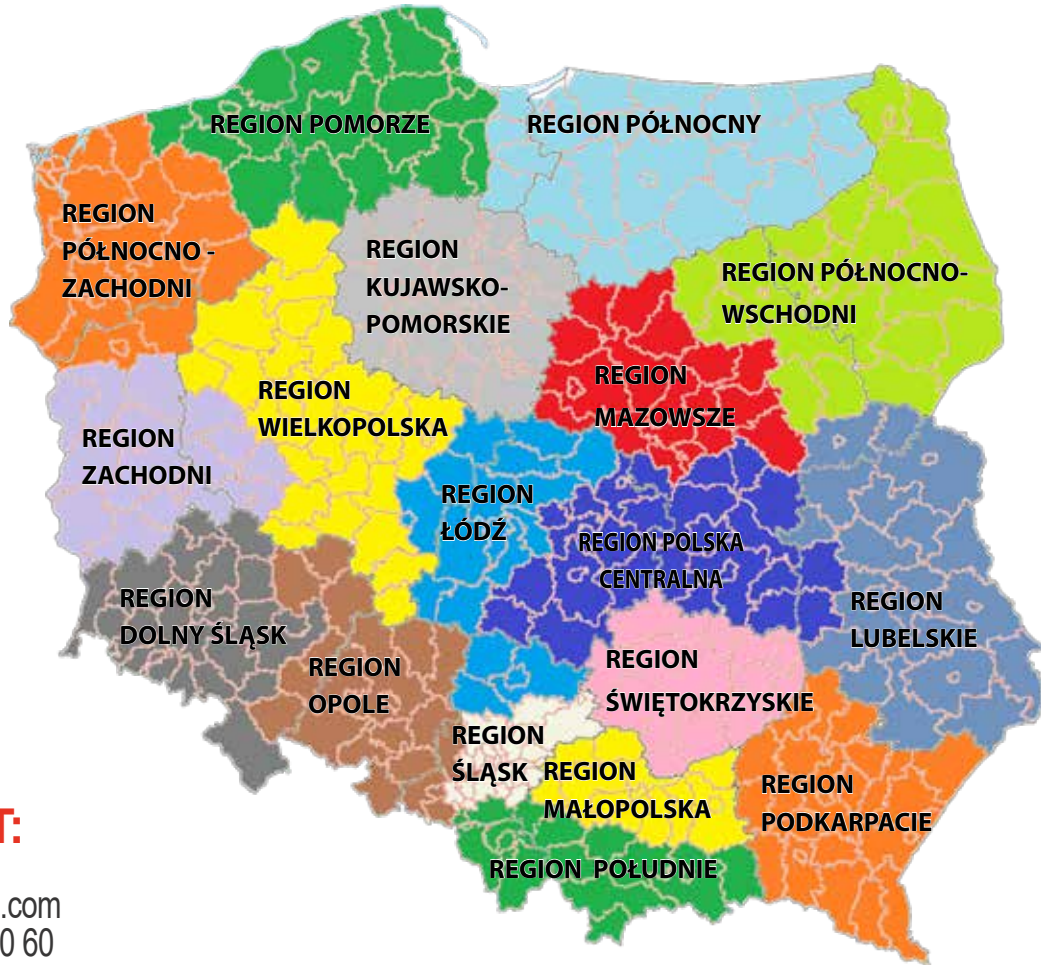 REGION POMORZE
REGION PÓŁNOCNY
REGION
PÓŁNOCNO -
ZACHODNI
REGION
KUJAWSKO-
POMORSKIE
REGION PÓŁNOCNO-
WSCHODNI
REGION
WIELKOPOLSKA
REGION
MAZOWSZE
REGION
ZACHODNI
REGION
ŁÓDŹ
REGION POLSKA
CENTRALNA
REGION
DOLNY ŚLĄSK
REGION
LUBELSKIE
REGION
OPOLE
REGION
ŚWIĘTOKRZYSKIE
REGION
ŚLĄSK
REGION
MAŁOPOLSKA
REGION
PODKARPACIE
REGION POŁUDNIE
T:
.com
0 60